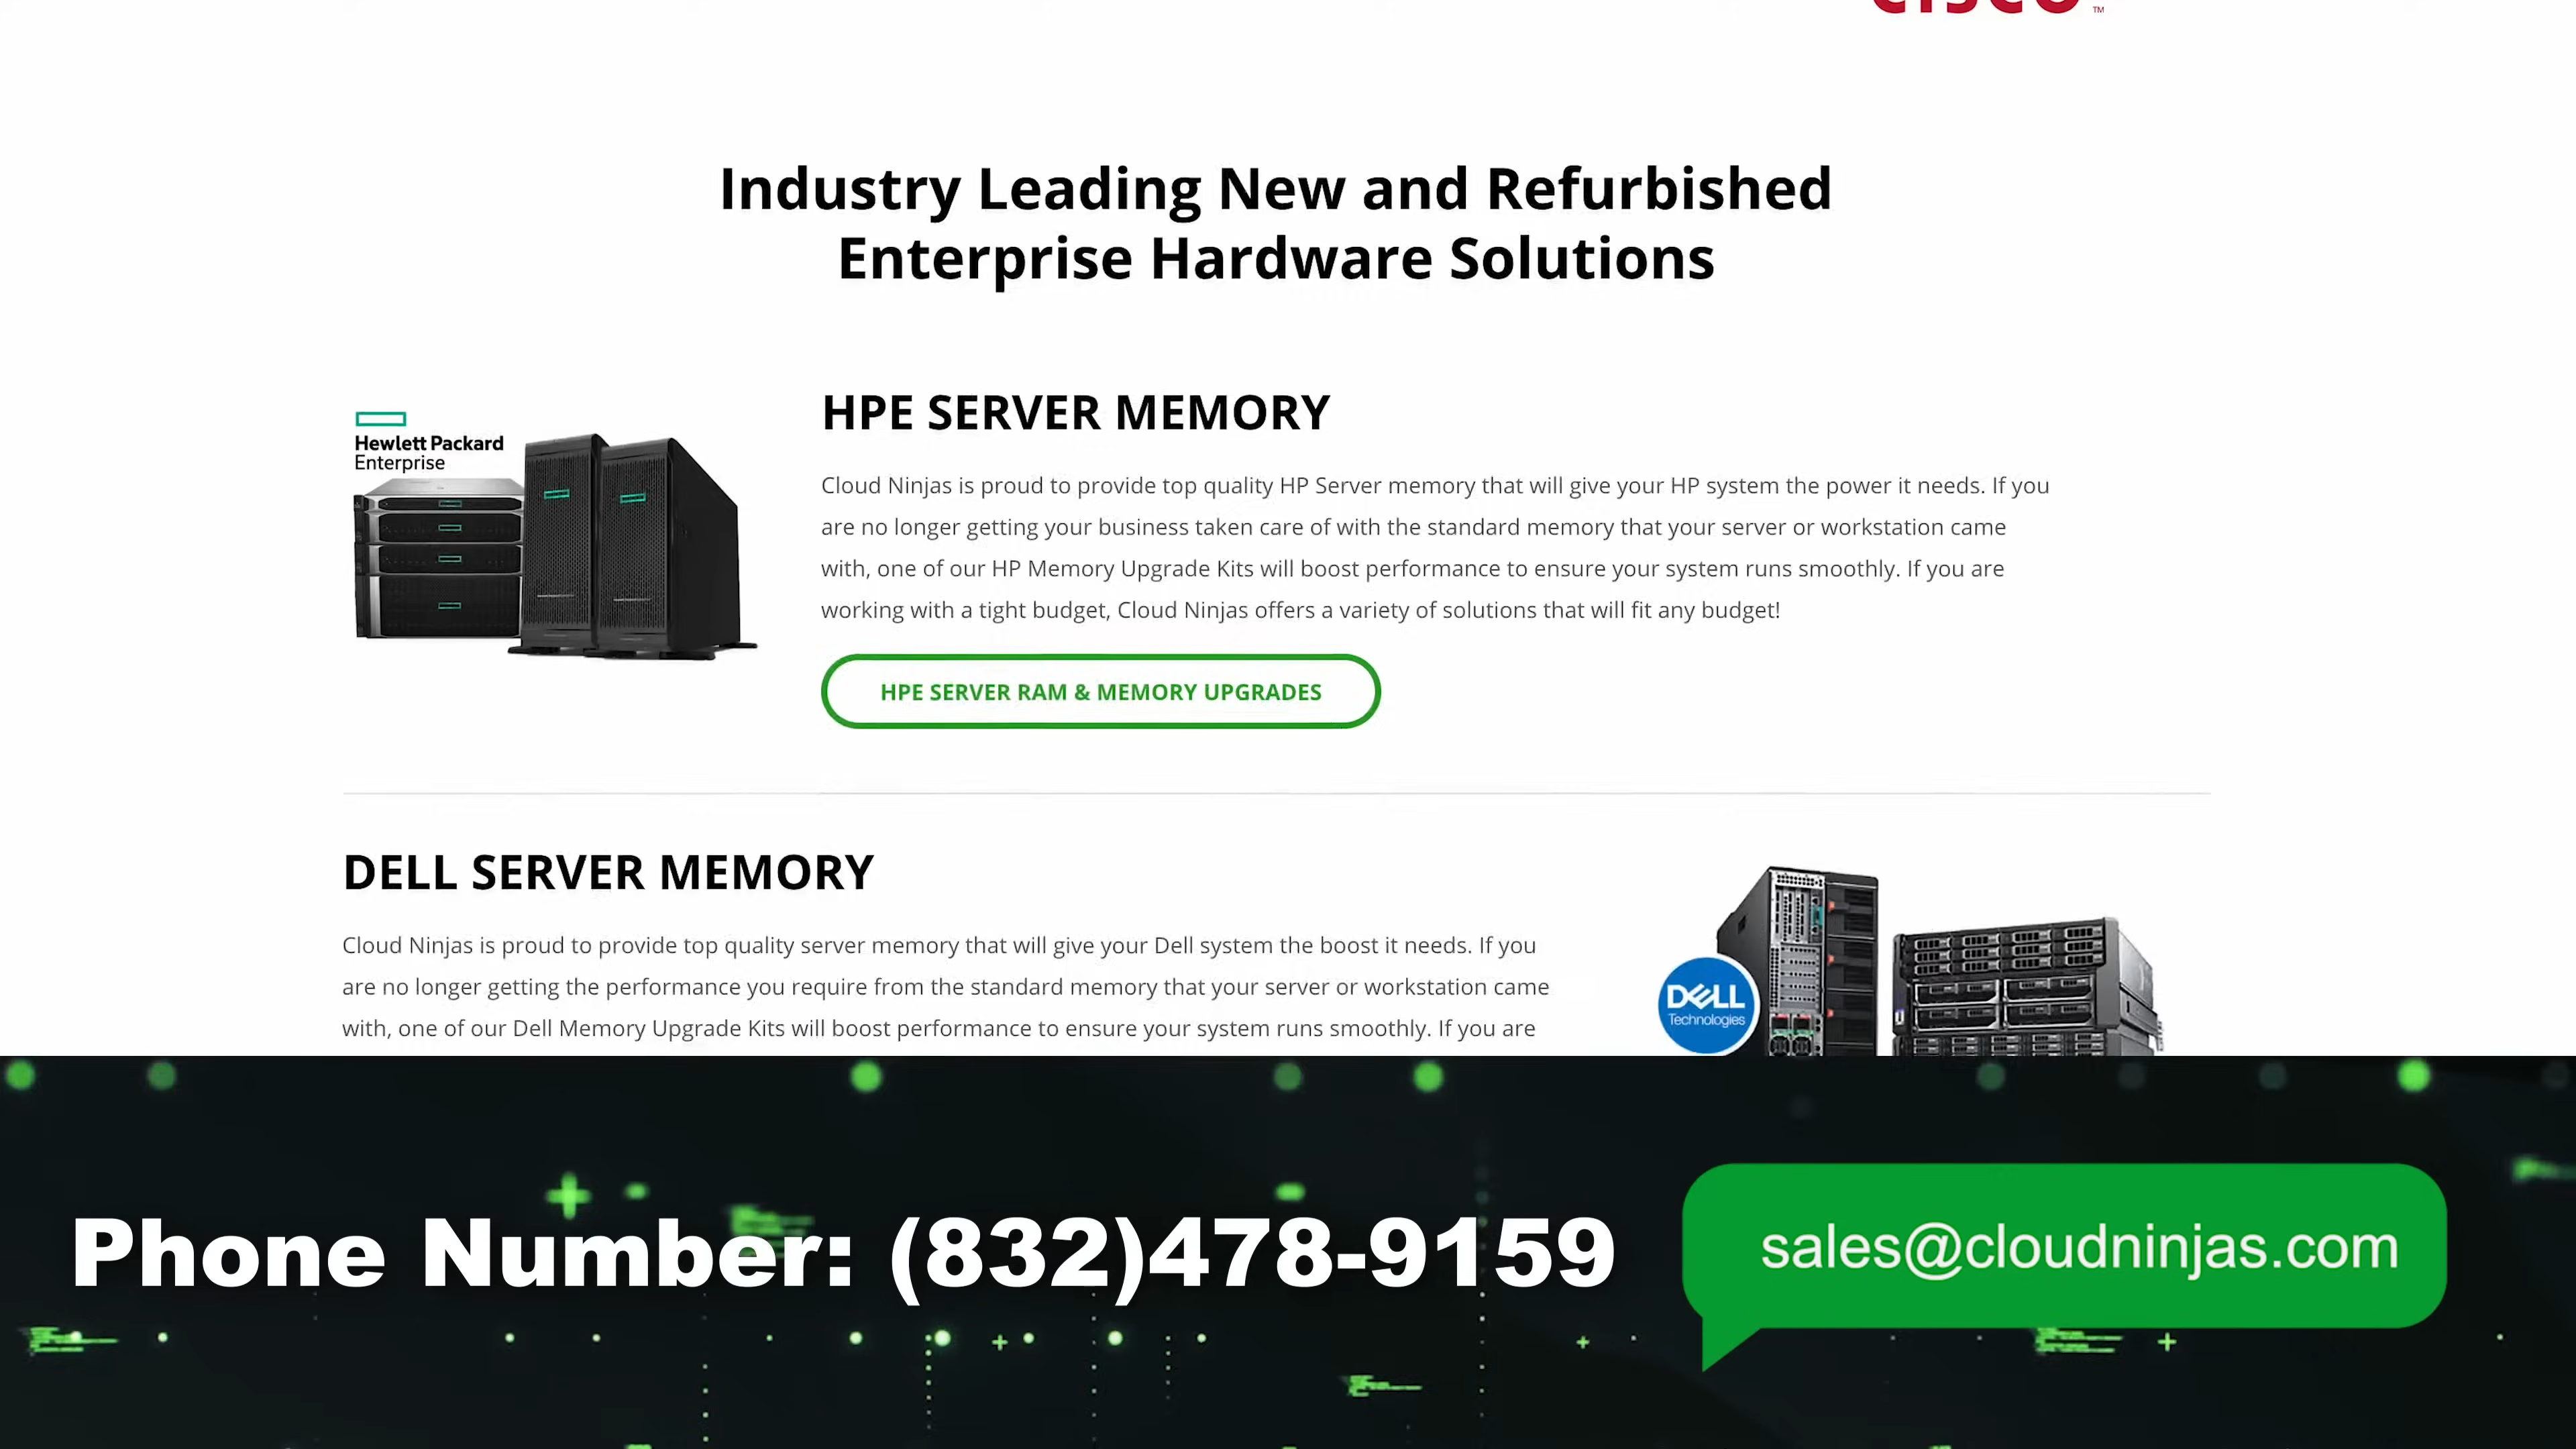 CISCO™
Industry Leading New and Refurbished
Enterprise Hardware Solutions
Hewlett Packard
Enterprise
HPE SERVER MEMORY
Cloud Ninjas is proud to provide top quality HP Server memory that will give your HP system the power it needs. If you
are no longer getting your business taken care of with the standard memory that your server or workstation came
with, one of our HP Memory Upgrade Kits will boost performance to ensure your system runs smoothly. If you are
working with a tight budget, Cloud Ninjas offers a variety of solutions that will fit any budget!
HPE SERVER RAM & MEMORY UPGRADES
DELL SERVER MEMORY
Cloud Ninjas is proud to provide top quality server memory that will give your Dell system the boost it needs. If you
are no longer getting the performance you require from the standard memory that your server or workstation came
with, one of our Dell Memory Upgrade Kits will boost performance to ensure your system runs smoothly. If you are
DELL
Technologies
Phone Number: (832)478-9159
sales@cloudninjas.com